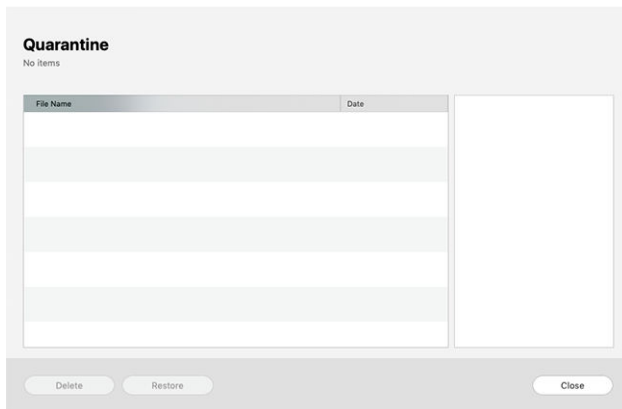 Quarantine
No items
File Name Date
Delete Restore Close